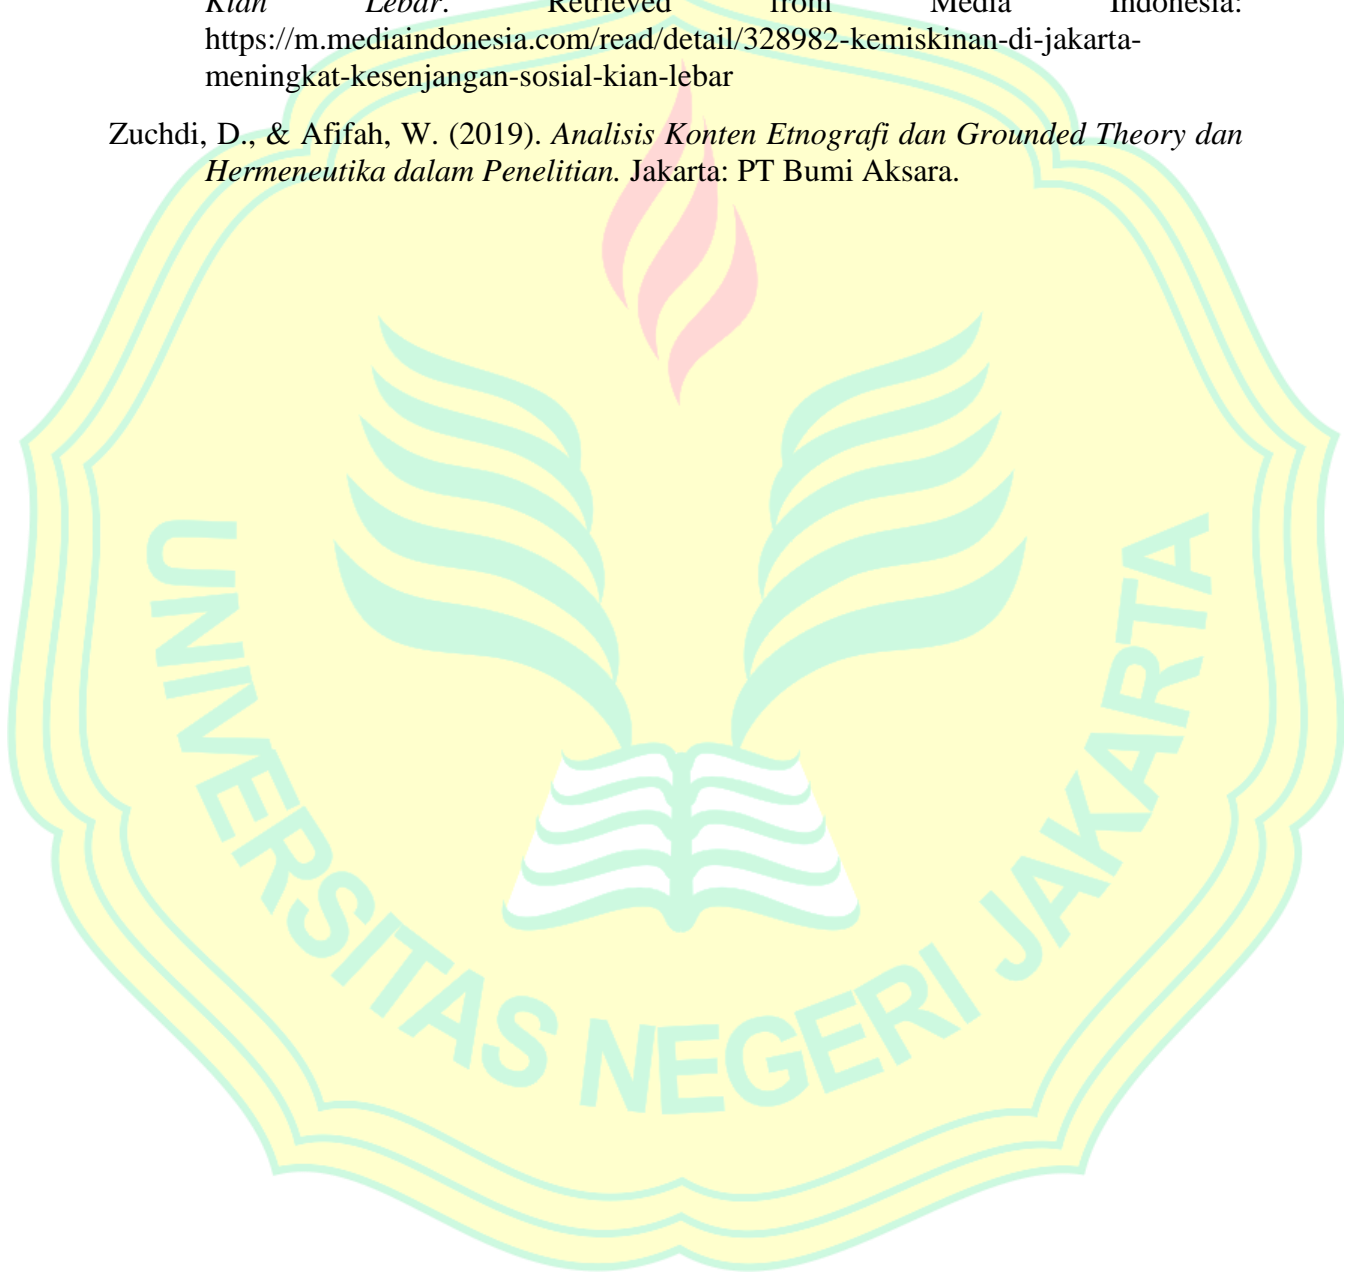 Kian Lebar. Retrieved from Media Indonesia:
https://m.mediaindonesia.com/read/detail/328982-kemiskinan-di-jakarta-
meningkat-kesenjangan-sosial-kian-lebar
Zuchdi, D., & Afifah, W. (2019). Analisis Konten Etnografi dan Grounded Theory dan
Hermeneutika dalam Penelitian. Jakarta: PT Bumi Aksara.
UNIVERSITAS NEGERI JAKARTA